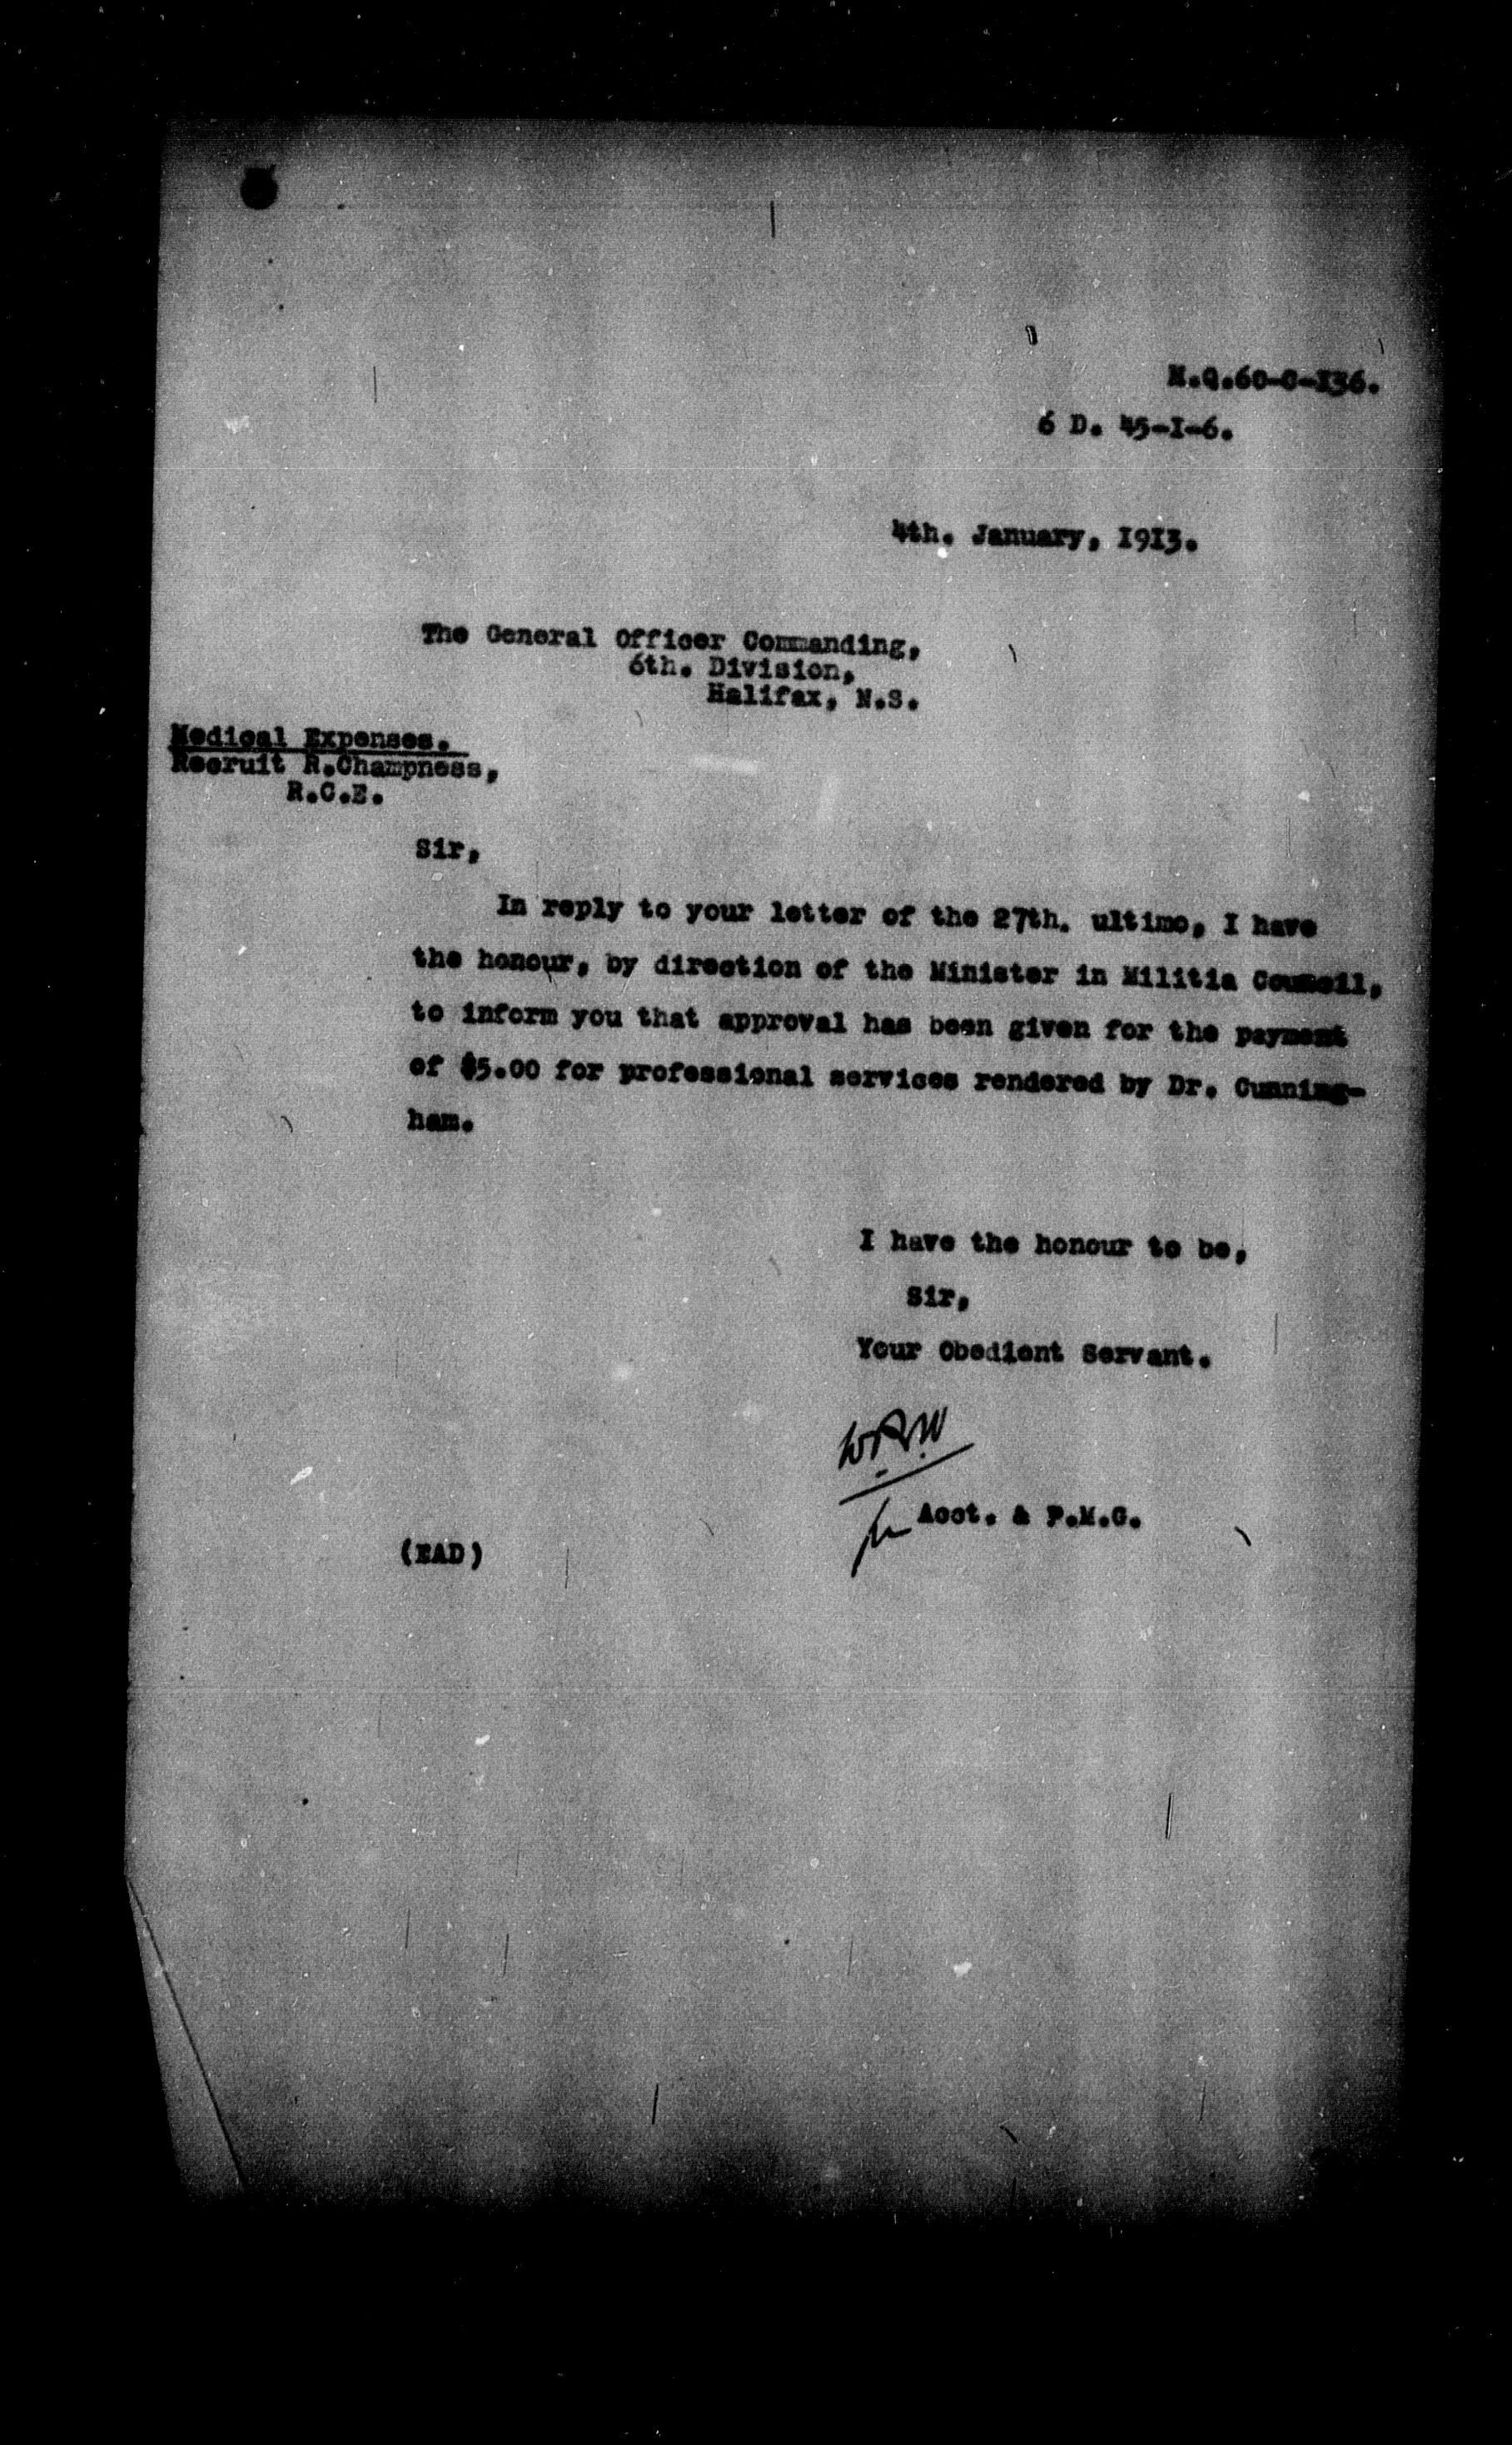 H.Q.60-C-I36.
6 D. 45-I-6.
4th. January, I9I3.
The General Officer Commanding,
6th. Division,
Halifax, N.S.
Medical Expenses.
Recruit R.Champness,
R.C.E.
Sir,
In reply to your letter of the 27th. ultimo, I have
the honour, by direction of the Minister in Militia Council,
to inform you that approval has been given for the payment
of $5.00 for professional services rendered by Dr. Cunning-
ham.
I have the honour to be,
Sir,
Your Obedient Servant.
W.R.W
for Acct. & P.M.G.
(EAD)